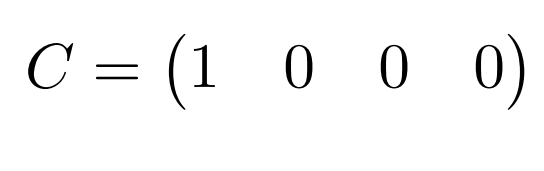 C = (1 0 0 0)